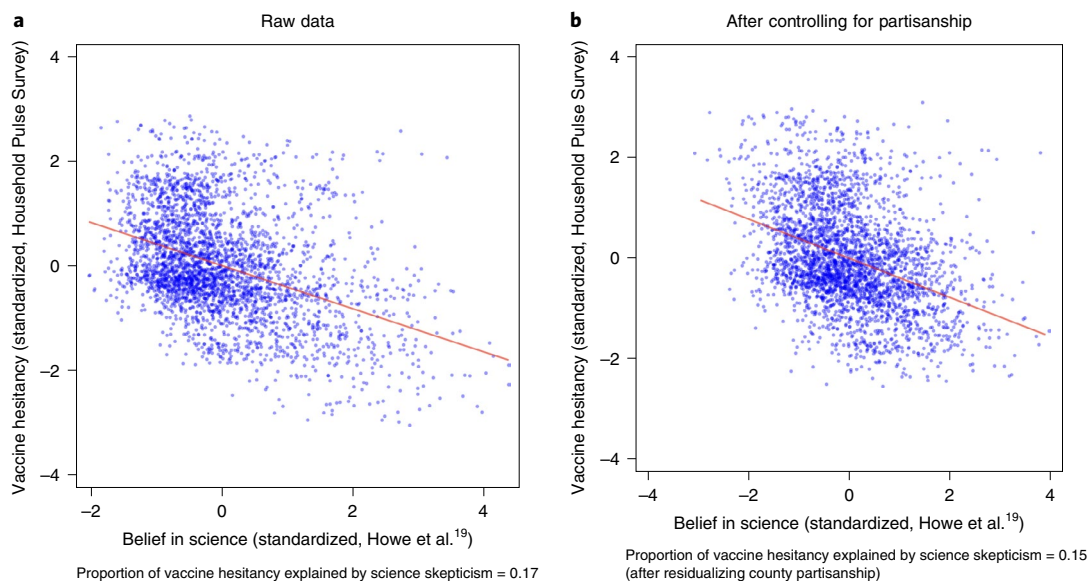 a
Raw data
Vaccine hesitancy (standardized, Household Pulse Survey)
4
2
0
−2
−4
−2
0
2
4
Belief in science (standardized, Howe et al.19)
Proportion of vaccine hesitancy explained by science skepticism = 0.17
b
After controlling for partisanship
Vaccine hesitancy (standardized, Household Pulse Survey)
4
2
0
−2
−4
−4
−2
0
2
4
Belief in science (standardized, Howe et al.19)
Proportion of vaccine hesitancy explained by science skepticism = 0.15
(after residualizing county partisanship)